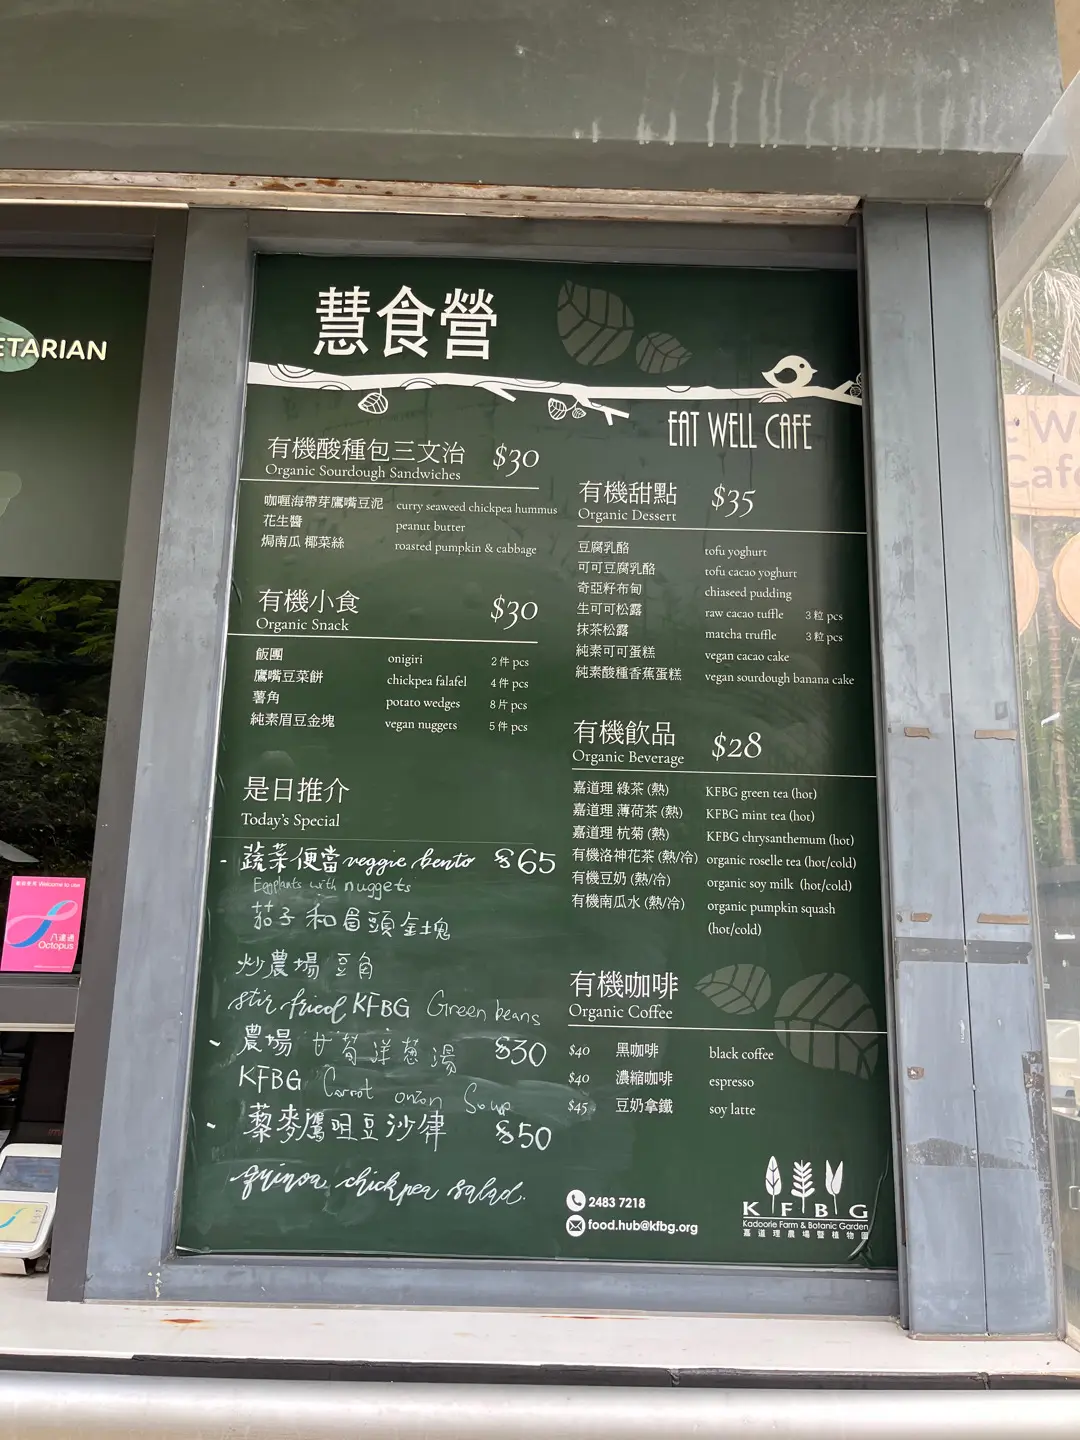 ETARIAN
慧食營
EAT WELL CAFE
有機酸種包三文治 $30
Organic Sourdough Sandwiches
咖喱海帶芽鷹嘴豆泥 curry seaweed chickpea hummus
花生醬 peanut butter
焗南瓜 椰菜絲 roasted pumpkin & cabbage
有機小食 $30
Organic Snack
飯團 onigiri 2 件 pcs
鷹嘴豆菜餅 chickpea falafel 4 件 pcs
薯角 potato wedges 8 片 pcs
純素眉豆金塊 vegan nuggets 5 件 pcs
是日推介
Today's Special
- 蔬菜便當 veggie bento $65
Eggplants with nuggets
茄子和眉頭金塊
炒農場豆角
stir fried KFBG Green beans
- 農場甘筍洋蔥湯 $30
KFBG Carrot onion Soup
- 藜麥鷹咀豆沙律 $50
quinoa chickpea salad.
有機甜點 $35
Organic Dessert
豆腐乳酪 tofu yoghurt
可可豆腐乳酪 tofu cacao yoghurt
奇亞籽布甸 chiaseed pudding
生可可松露 raw cacao tuffle 3 粒 pcs
抹茶松露 matcha truffle 3 粒 pcs
純素可可蛋糕 vegan cacao cake
純素酸種香蕉蛋糕 vegan sourdough banana cake
有機飲品 $28
Organic Beverage
嘉道理 綠茶 (熱) KFBG green tea (hot)
嘉道理 薄荷茶 (熱) KFBG mint tea (hot)
嘉道理 杭菊 (熱) KFBG chrysanthemum (hot)
有機洛神花茶 (熱/冷) organic roselle tea (hot/cold)
有機豆奶 (熱/冷) organic soy milk (hot/cold)
有機南瓜水 (熱/冷) organic pumpkin squash
(hot/cold)
有機咖啡
Organic Coffee
$40 黑咖啡 black coffee
$40 濃縮咖啡 espresso
$45 豆奶拿鐵 soy latte
2483 7218
food.hub@kfbg.org
K F B G
Kadoorie Farm & Botanic Garden
嘉道理農場暨植物園
歡迎使用 Welcome to use
八達通
Octopus
Cafe